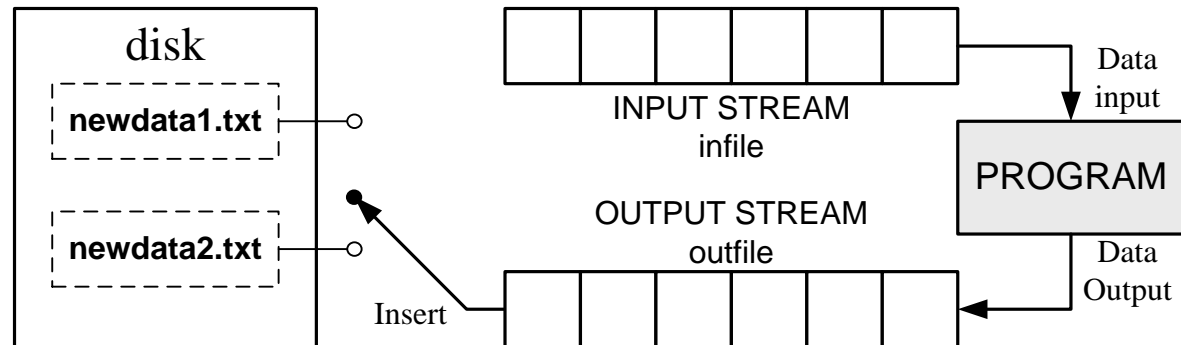 disk
newdata1.txt
newdata2.txt
Insert
INPUT STREAM
infile
OUTPUT STREAM
outfile
Data
input
PROGRAM
Data
Output